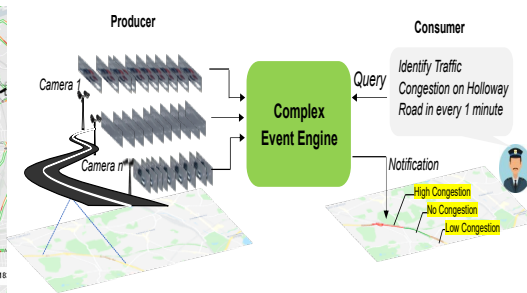 Producer
Consumer
Camera 1
Camera n
Complex
Event Engine
Query
Identify Traffic
Congestion on Holloway
Road in every 1 minute
Notification
High Congestion
No Congestion
Low Congestion